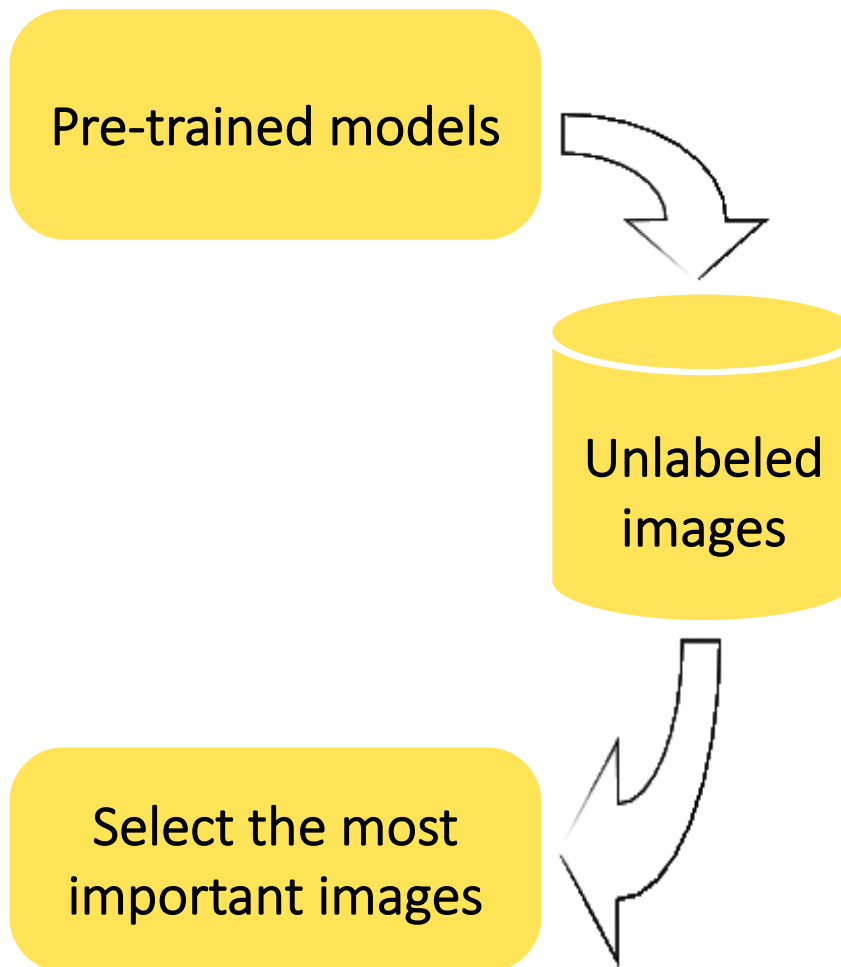 Pre-trained models
Unlabeled
images
Select the most
important images